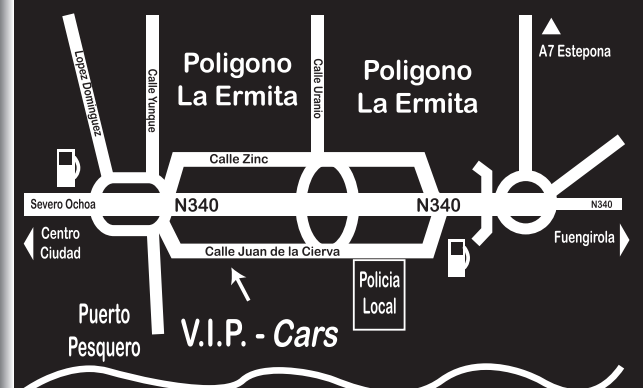 A7 Estepona
Poligono
La Ermita
Poligono
La Ermita
Lopez Dominguez
Calle Yunque
Calle Uranio
Calle Zinc
Severo Ochoa
N340
N340
N340
Centro
Ciudad
Fuengirola
Calle Juan de la Cierva
Policia
Local
Puerto
Pesquero
V.I.P. - Cars